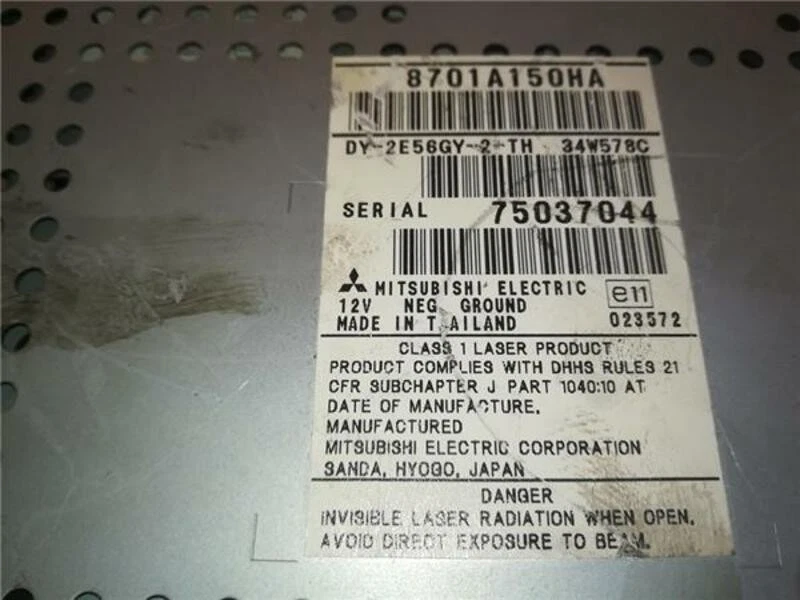 8701A150HA
DY-2E56GY-2-TH 34W578C
SERIAL 75037044
MITSUBISHI ELECTRIC e11
12V NEG GROUND
MADE IN T AILAND 023572
CLASS 1 LASER PRODUCT
PRODUCT COMPLIES WITH DHHS RULES 21
CFR SUBCHAPTER J PART 1040:10 AT
DATE OF MANUFACTURE.
MANUFACTURED
MITSUBISHI ELECTRIC CORPORATION
SANDA, HYOGO, JAPAN
DANGER
INVISIBLE LASER RADIATION WHEN OPEN.
AVOID DIRECT EXPOSURE TO BEAM.